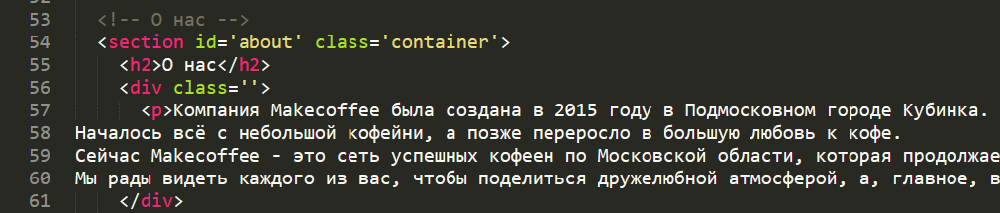 53 <!-- О нас -->
54 <section id='about' class='container'>
55 <h2>О нас</h2>
56 <div class=''>
57 <p>Компания Makecoffee была создана в 2015 году в Подмосковном городе Кубинка.
58 Началось всё с небольшой кофейни, а позже переросло в большую любовь к кофе.
59 Сейчас Makecoffee - это сеть успешных кофеен по Московской области, которая продолжае
60 Мы рады видеть каждого из вас, чтобы поделиться дружелюбной атмосферой, а, главное, в
61 </div>